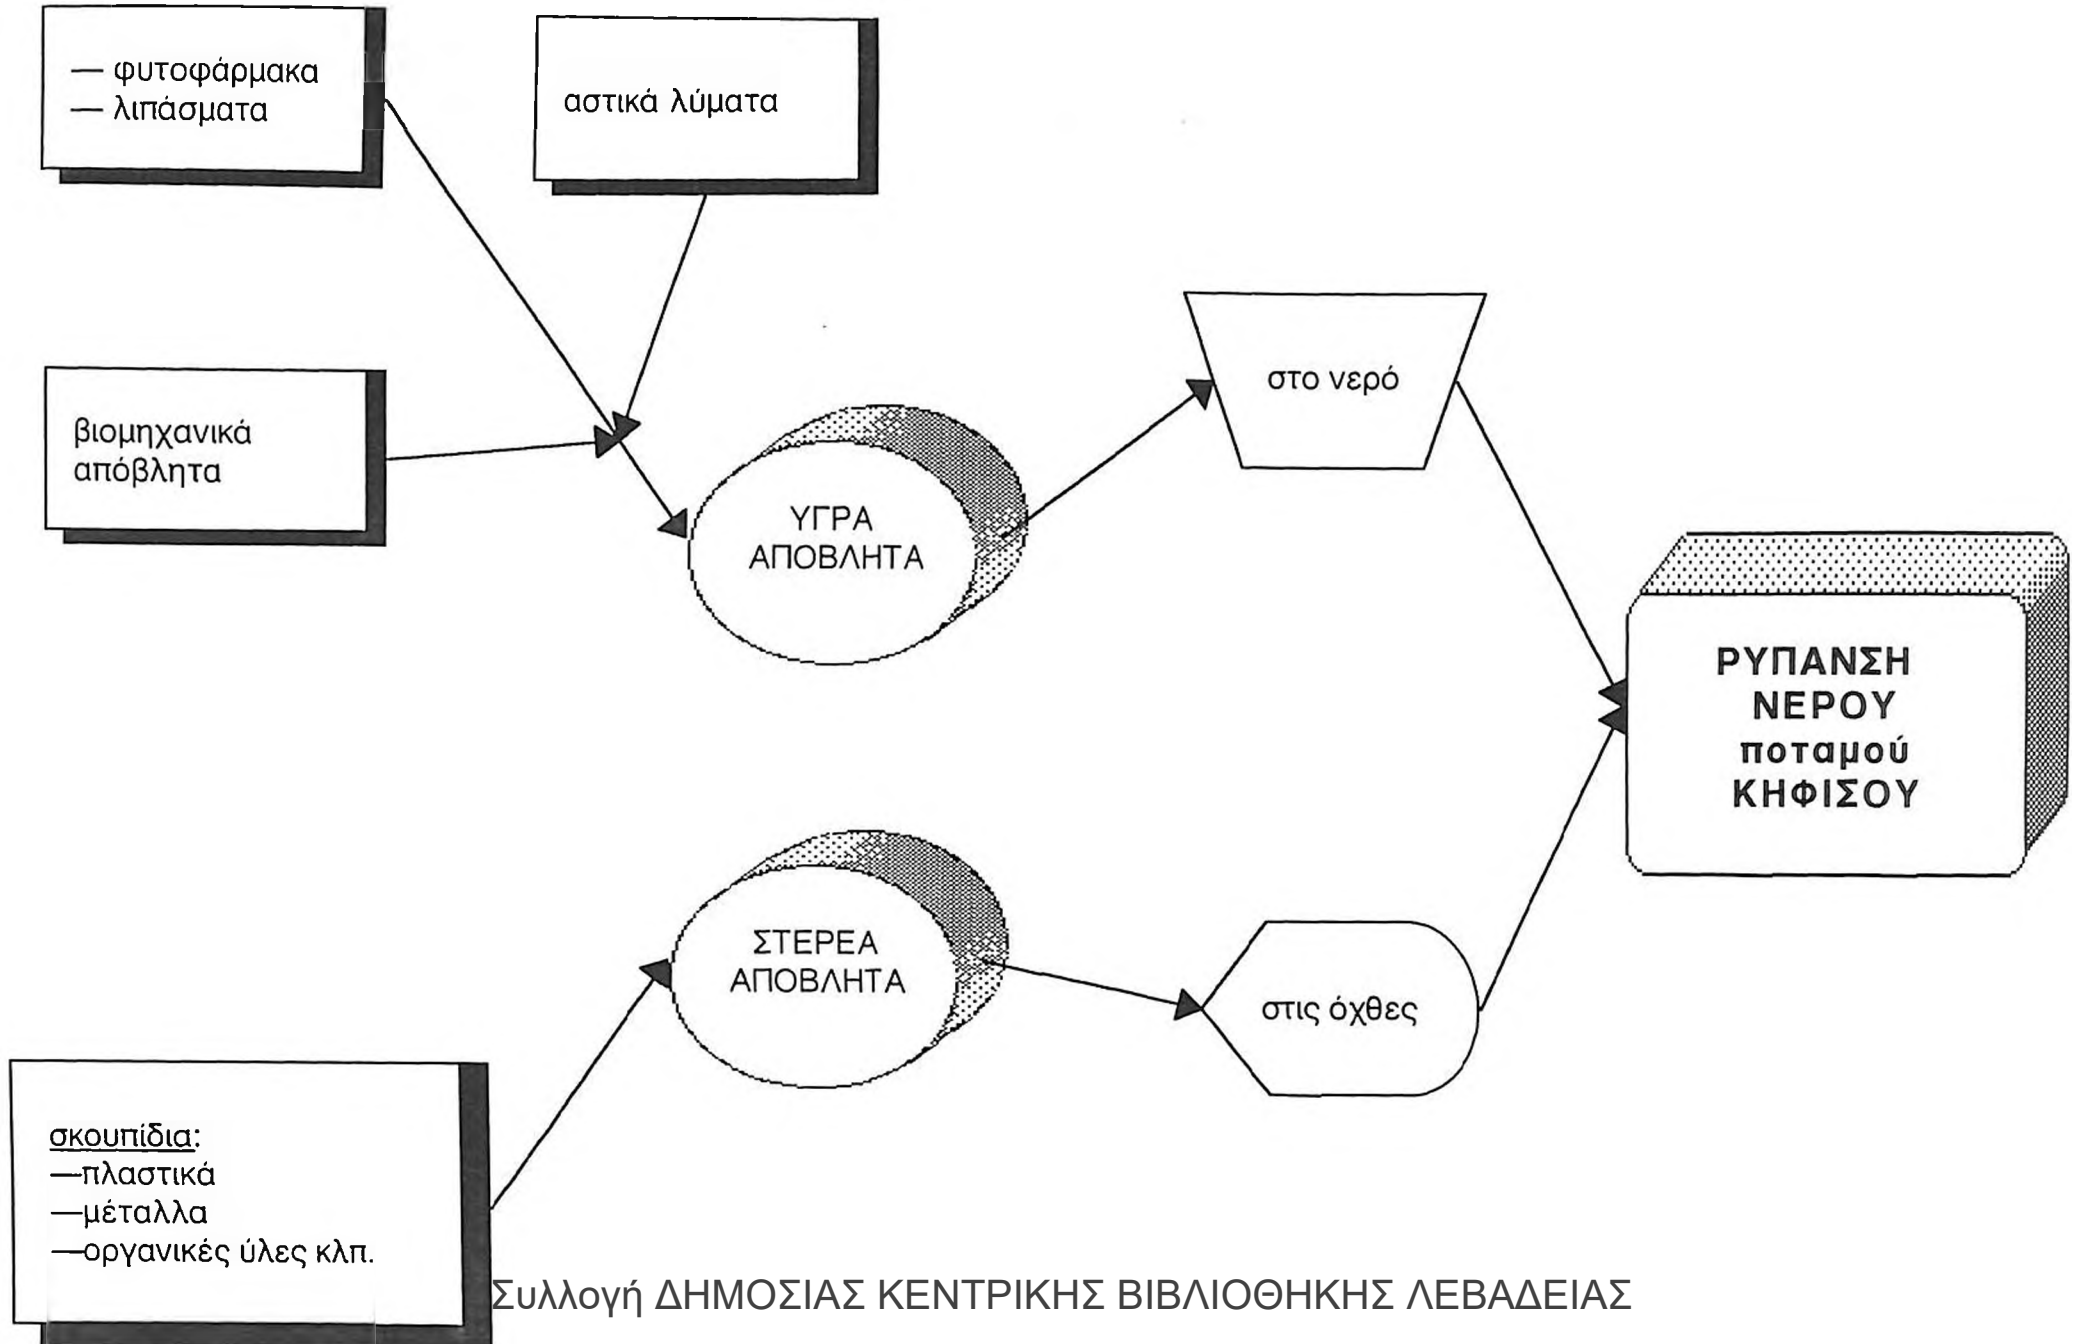 — φυτοφάρμακα
— λιπάσματα
αστικά λύματα
βιομηχανικά
απόβλητα
ΥΓΡΑ
ΑΠΟΒΛΗΤΑ
στο νερό
ΡΥΠΑΝΣΗ
ΝΕΡΟΥ
ποταμού
ΚΗΦΙΣΟΥ
ΣΤΕΡΕΑ
ΑΠΟΒΛΗΤΑ
στις όχθες
σκουπίδια:
—πλαστικά
—μέταλλα
—οργανικές ύλες κλπ.
Συλλογή ΔΗΜΟΣΙΑΣ ΚΕΝΤΡΙΚΗΣ ΒΙΒΛΙΟΘΗΚΗΣ ΛΕΒΑΔΕΙΑΣ